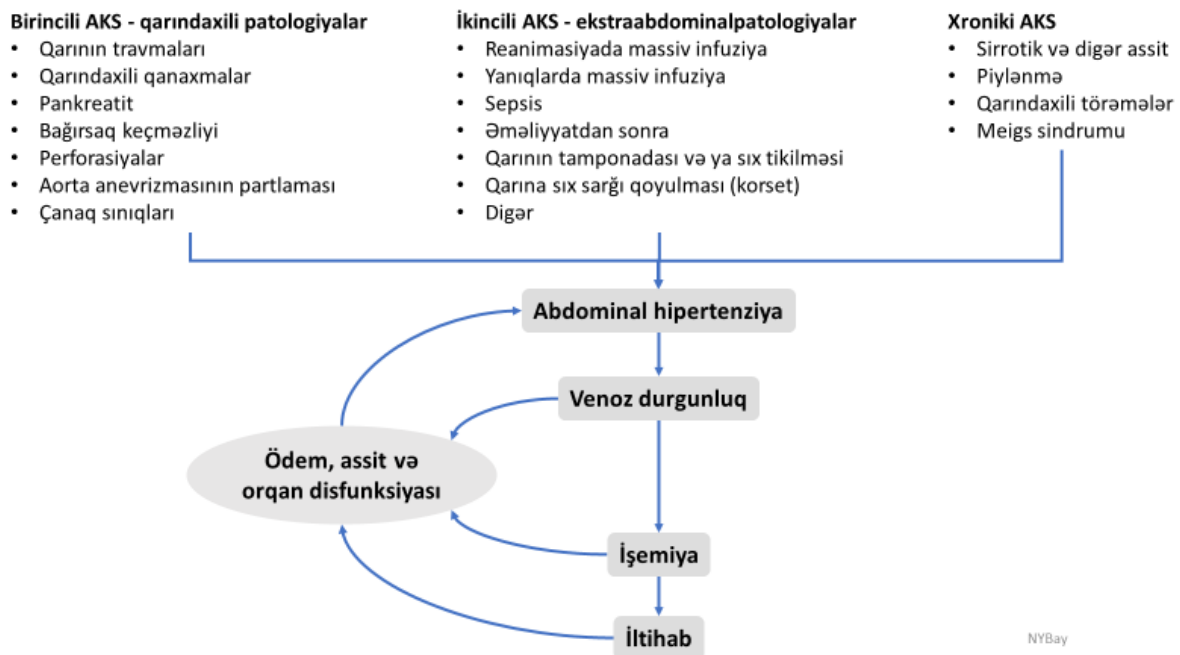 Birincili AKS - qarındaxili patologiyalar
• Qarının travmaları
• Qarındaxili qanaxmalar
• Pankreatit
• Bağırsaq keçməzliyi
• Perforasiyalar
• Aorta anevrizmasının partlaması
• Çanaq sınıqları
İkincili AKS - ekstraabdominalpatologiyalar
• Reanimasiyada massiv infuziya
• Yanıqlarda massiv infuziya
• Sepsis
• Əməliyyatdan sonra
• Qarının tamponadası və ya sıx tikilməsi
• Qarına sıx sarğı qoyulması (korset)
• Digər
Xroniki AKS
• Sirrotik və digər assit
• Piylənmə
• Qarındaxili törəmələr
• Meigs sindrumu
Abdominal hipertenziya
Venoz durgunluq
Ödem, assit və
orqan disfunksiyası
İşemiya
İltihab
NYBay